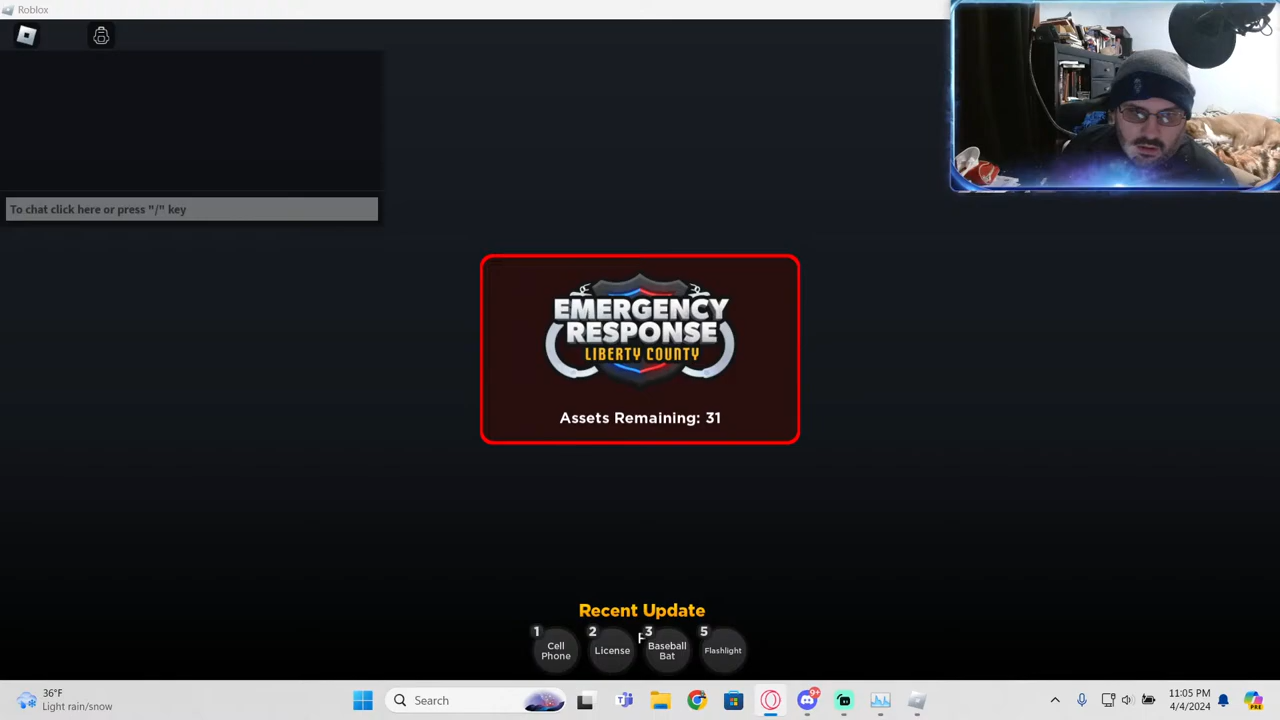 Roblox
To chat click here or press "/" key
EMERGENCY
RESPONSE
LIBERTY COUNTY
Assets Remaining: 31
Recent Update
1
Cell
Phone
2
License
3
Baseball
Bat
5
Flashlight
36°F
Light rain/snow
Search
9+
11:05 PM
4/4/2024
PRE